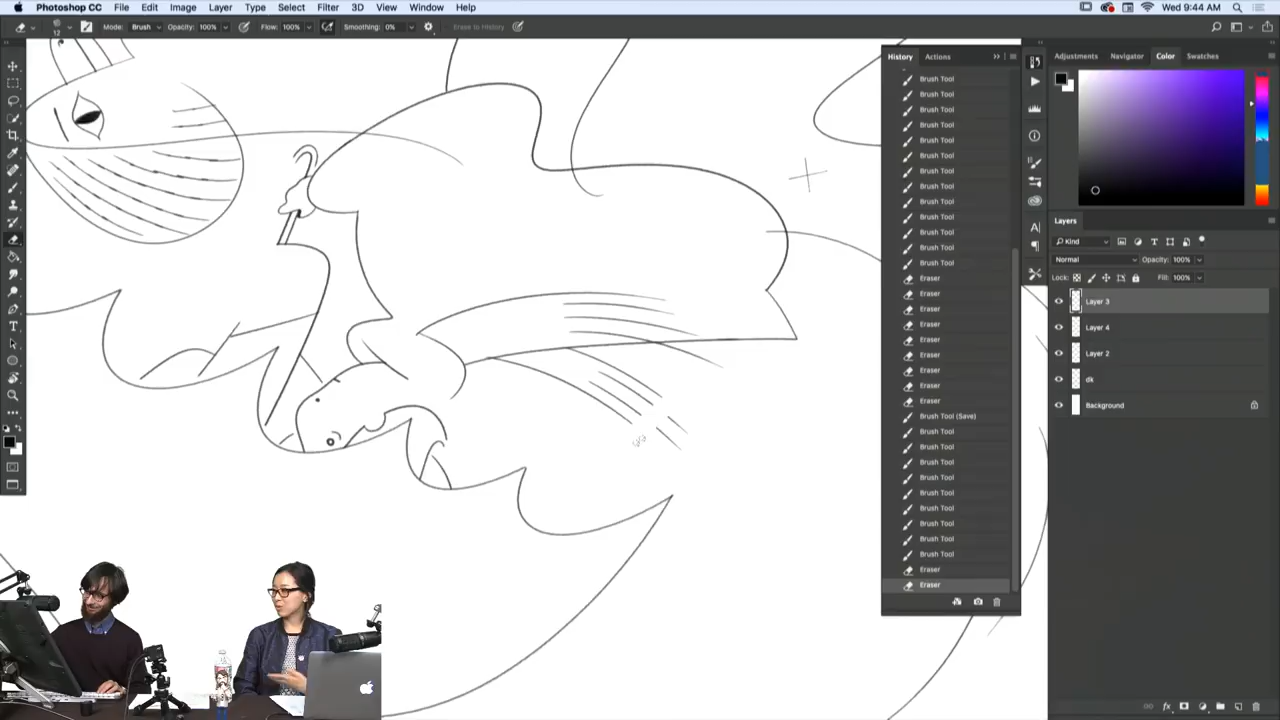 Photoshop CC File Edit Image Layer Type Select Filter 3D View Window Help Wed 9:44 AM
12 Mode: Brush Opacity: 100% Flow: 100% Smoothing: 0% Erase to History
History Actions
Adjustments Navigator Color Swatches
Brush Tool
Brush Tool
Brush Tool
Brush Tool
Brush Tool
Brush Tool
Brush Tool
Brush Tool
Brush Tool
Brush Tool
Brush Tool
Brush Tool
Brush Tool
Eraser
Eraser
Eraser
Eraser
Eraser
Eraser
Eraser
Eraser
Eraser
Brush Tool (Save)
Brush Tool
Brush Tool
Brush Tool
Brush Tool
Brush Tool
Brush Tool
Brush Tool
Brush Tool
Brush Tool
Eraser
Eraser
Layers
Kind
Normal Opacity: 100%
Lock: Fill: 100%
Layer 3
Layer 4
Layer 2
dk
Background